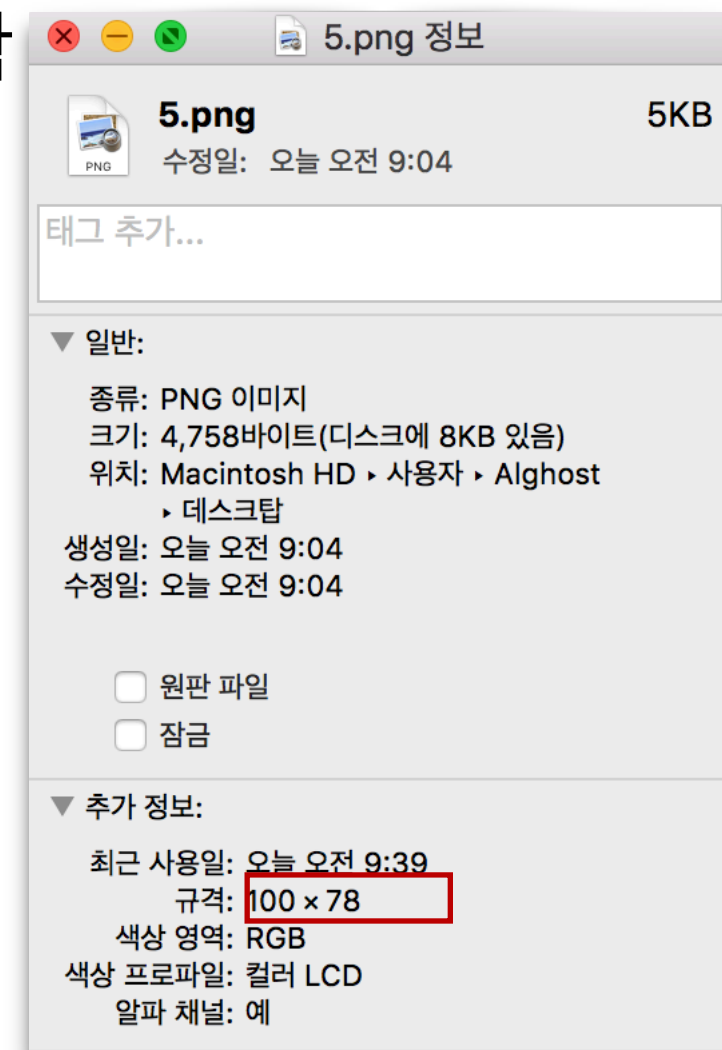 5.png 정보
5.png
5KB
수정일: 오늘 오전 9:04
PNG
태그 추가...
▼ 일반:
종류: PNG 이미지
크기: 4,758바이트(디스크에 8KB 있음)
위치: Macintosh HD ▸ 사용자 ▸ Alghost
▸ 데스크탑
생성일: 오늘 오전 9:04
수정일: 오늘 오전 9:04
원판 파일
잠금
▼ 추가 정보:
최근 사용일: 오늘 오전 9:39
규격: 100 × 78
색상 영역: RGB
색상 프로파일: 컬러 LCD
알파 채널: 예